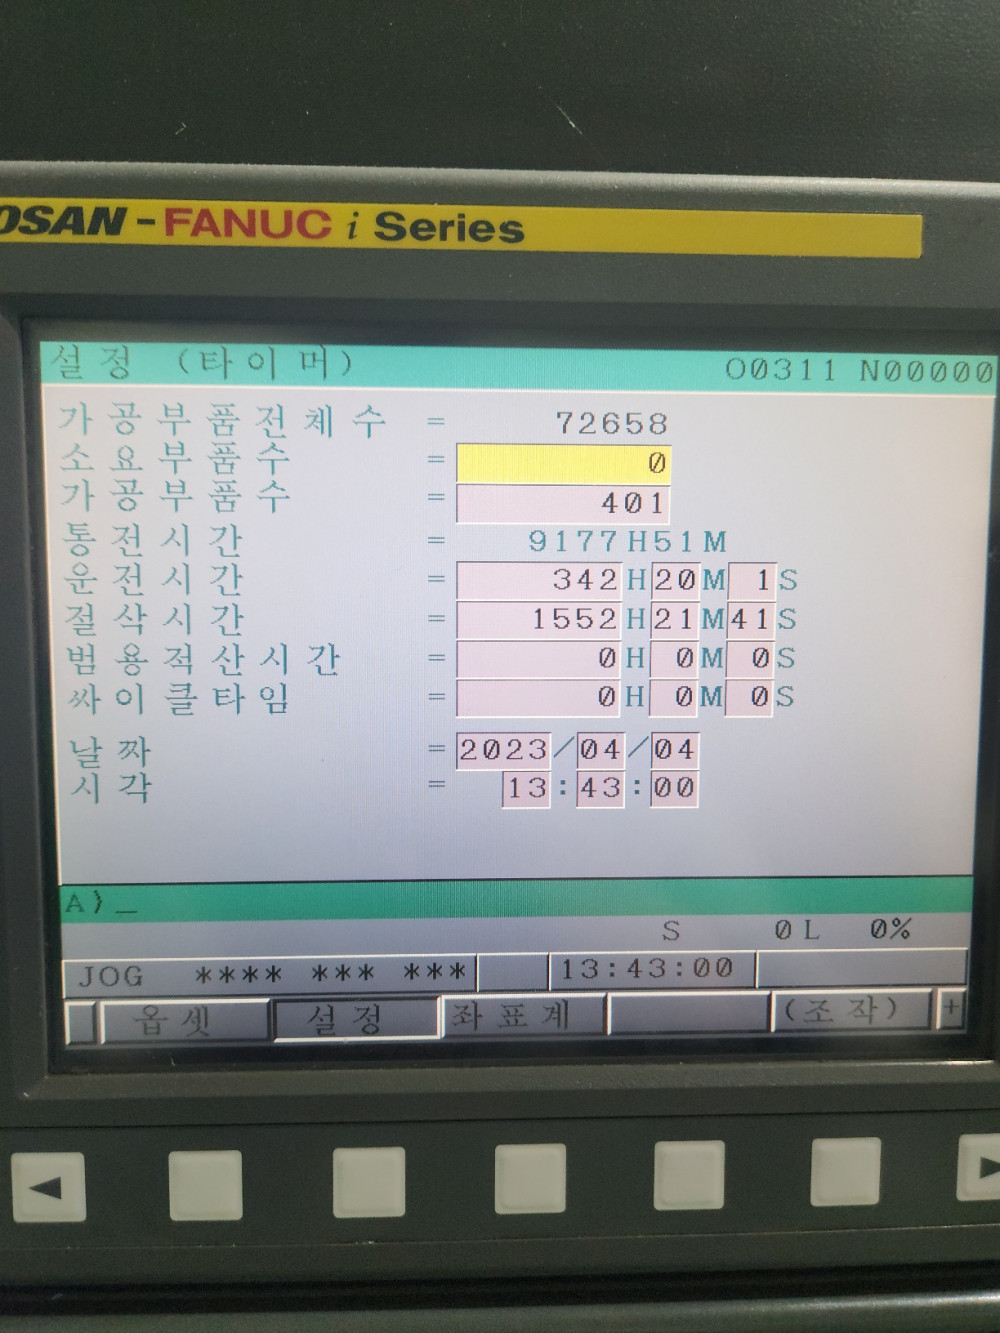 OSAN-FANUC i Series
설정 (타이머) O0311 N00000
가공부품전체수 = 72658
소요부품수 = 0
가공부품수 = 401
통전시간 = 9177H51M
운전시간 = 342H20M 1S
절삭시간 = 1552H21M41S
범용적산시간 = 0H 0M 0S
싸이클타임 = 0H 0M 0S
날짜 = 2023/04/04
시각 = 13:43:00
A)_
S 0L 0%
JOG **** *** *** 13:43:00
옵셋 설정 좌표계 (조작) +